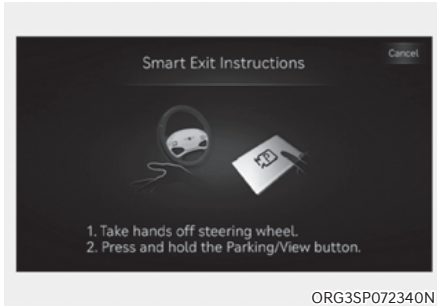 Smart Exit Instructions
Cancel
1. Take hands off steering wheel.
2. Press and hold the Parking/View button.
ORG3SP072340N